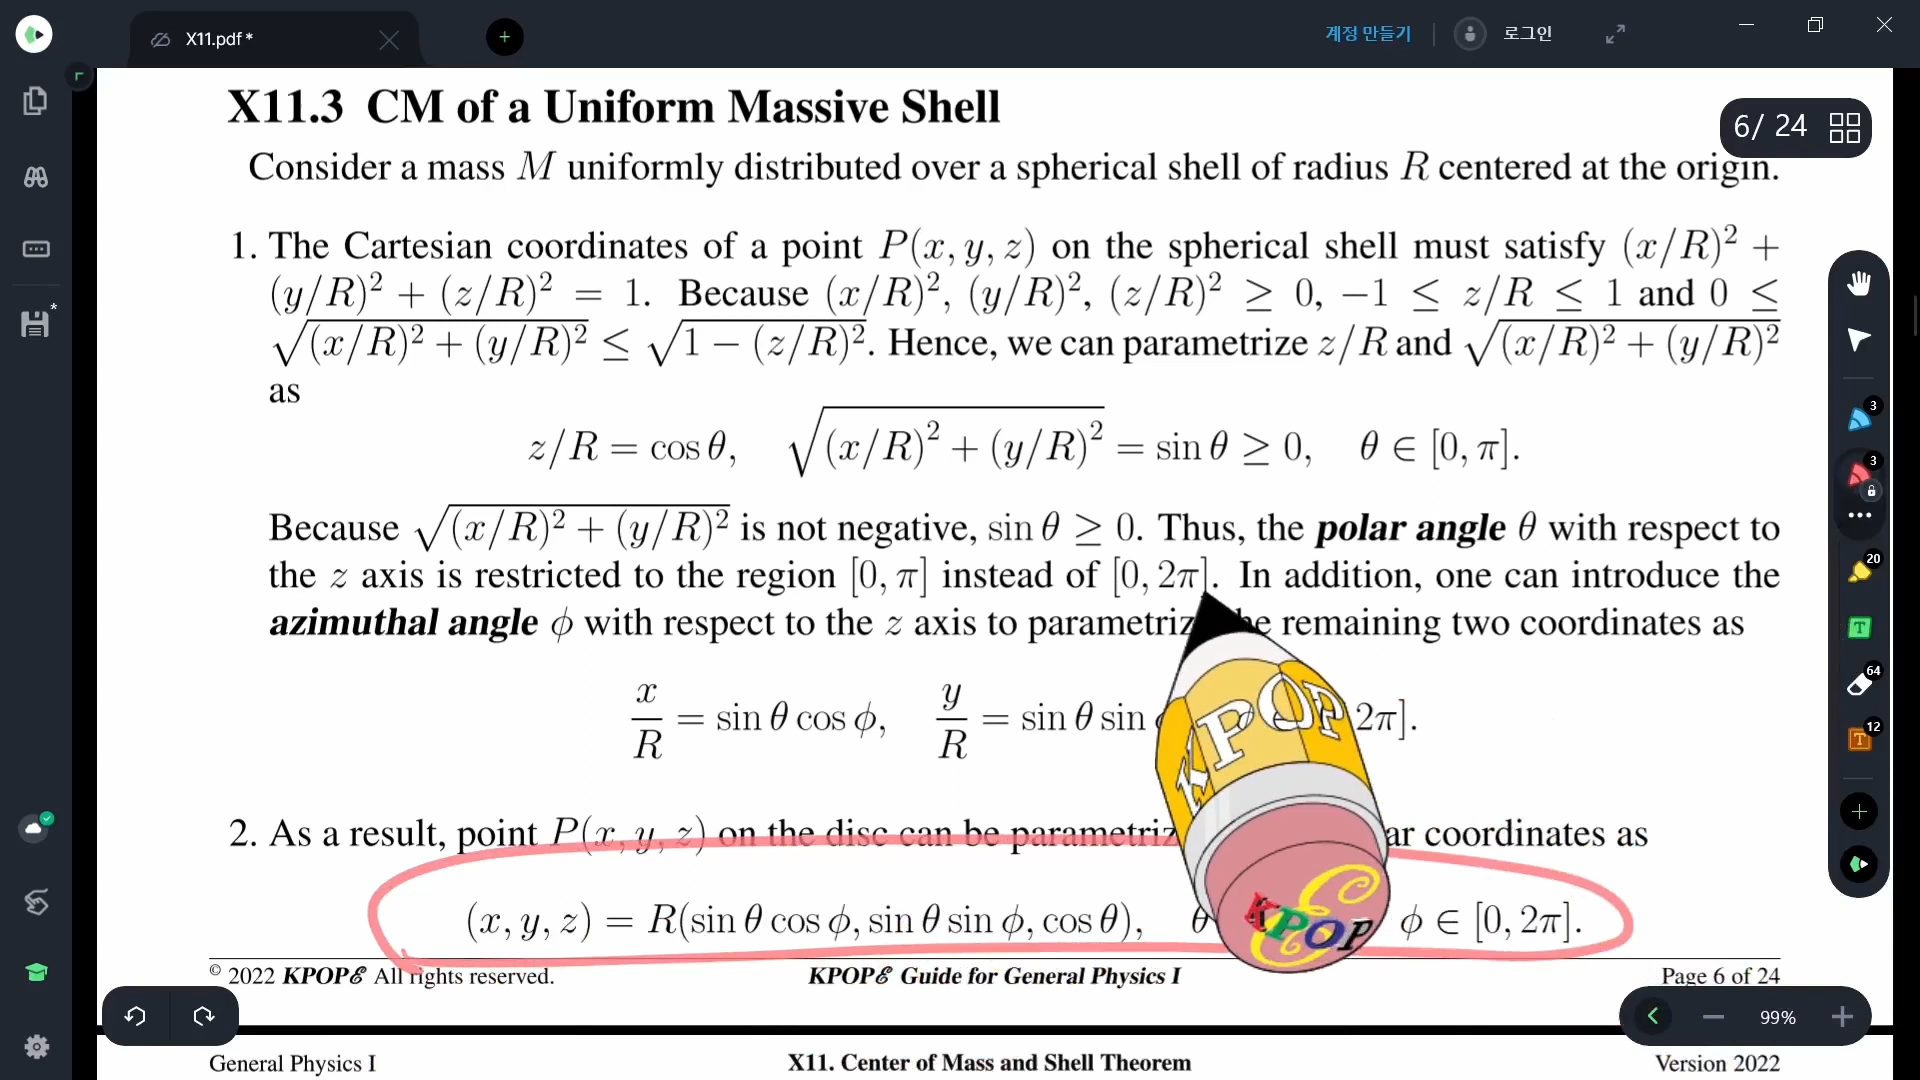 X11.pdf *
계정 만들기
로그인
6/ 24
X11.3 CM of a Uniform Massive Shell
Consider a mass M uniformly distributed over a spherical shell of radius R centered at the origin.
1. The Cartesian coordinates of a point P(x, y, z) on the spherical shell must satisfy (x/R)² +
(y/R)² + (z/R)² = 1. Because (x/R)², (y/R)², (z/R)² ≥ 0, −1 ≤ z/R ≤ 1 and 0 ≤
√(x/R)² + (y/R)² ≤ √1 − (z/R)². Hence, we can parametrize z/R and √(x/R)² + (y/R)²
as
z/R = cos θ, √(x/R)² + (y/R)² = sin θ ≥ 0, θ ∈ [0, π].
Because √(x/R)² + (y/R)² is not negative, sin θ ≥ 0. Thus, the polar angle θ with respect to
the z axis is restricted to the region [0, π] instead of [0, 2π]. In addition, one can introduce the
azimuthal angle ϕ with respect to the z axis to parametriz he remaining two coordinates as
x/R = sin θ cos ϕ, y/R = sin θ sin 2π].
KPOP
2. As a result, point P(x, y, z) on the disc can be parametriz ar coordinates as
(x, y, z) = R(sin θ cos ϕ, sin θ sin ϕ, cos θ), θ ϕ ∈ [0, 2π].
KPOP
ℰ
© 2022 KPOPℰ All rights reserved. KPOPℰ Guide for General Physics I Page 6 of 24
99%
General Physics I X11. Center of Mass and Shell Theorem Version 2022
3
3
20
T
64
T
12